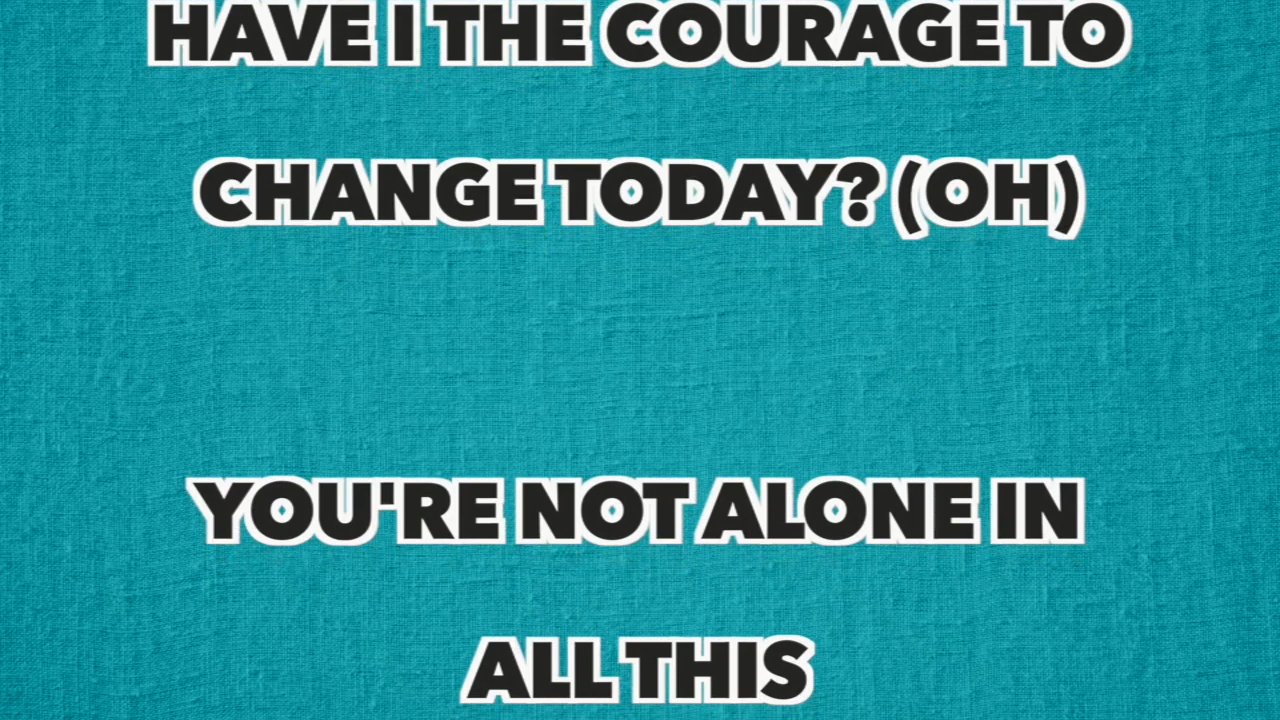 HAVE I THE COURAGE TO
CHANGE TODAY? (OH)
YOU'RE NOT ALONE IN
ALL THIS